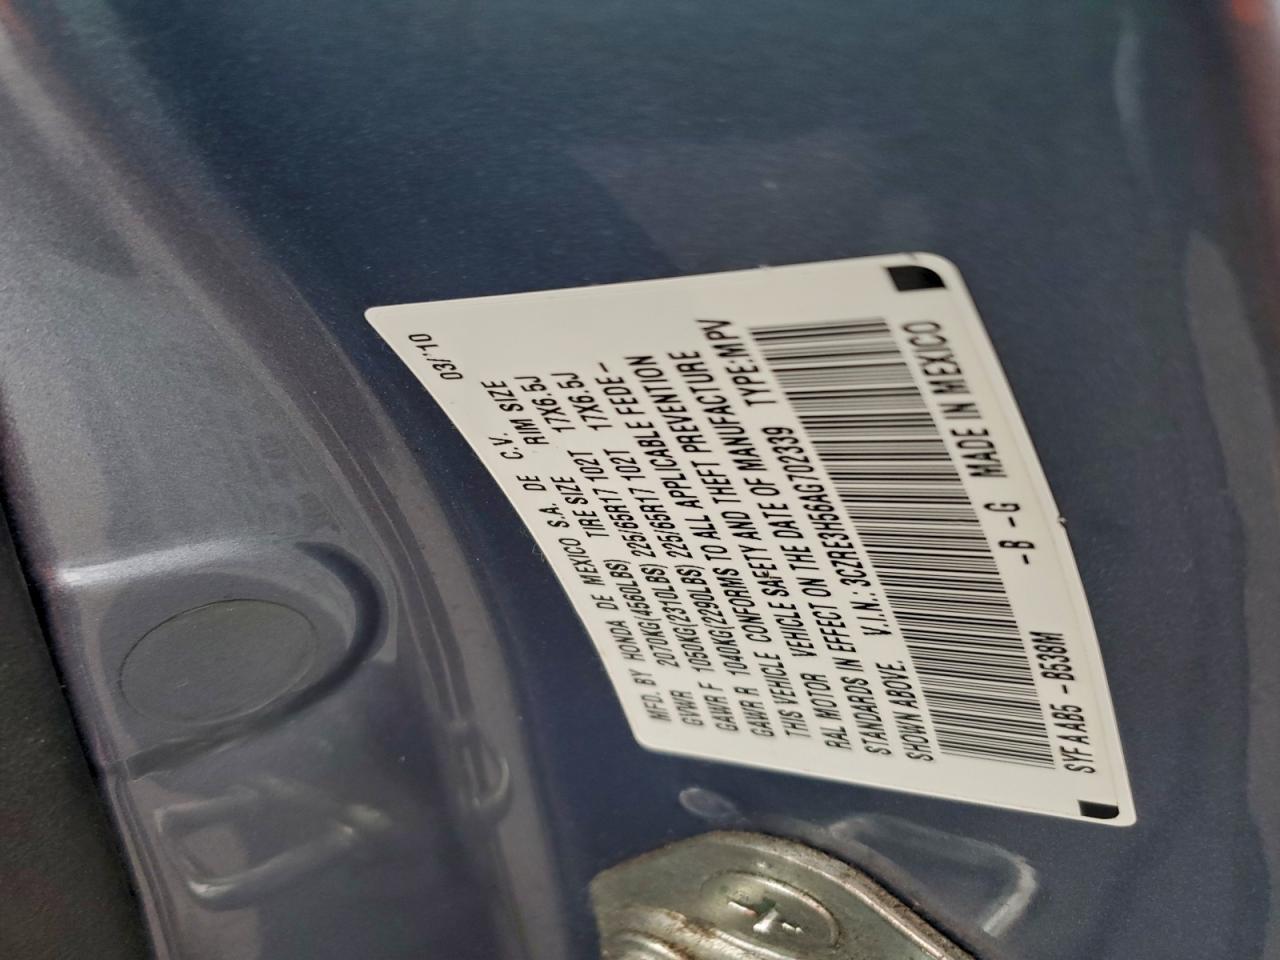 MFD. BY HONDA DE MEXICO S.A. DE C.V. 03/'10
GVWR 2070KG(4560LBS) TIRE SIZE RIM SIZE
GAWR F 1050KG(2310LBS) 225/65R17 102T 17X6.5J
GAWR R 1040KG(2290LBS) 225/65R17 102T 17X6.5J
THIS VEHICLE CONFORMS TO ALL APPLICABLE FEDE-
RAL MOTOR VEHICLE SAFETY AND THEFT PREVENTION
STANDARDS IN EFFECT ON THE DATE OF MANUFACTURE
SHOWN ABOVE. V.I.N.: 3CZRE3H56AG702339 TYPE:MPV
SYFAAB5 -B538M -B -G MADE IN MEXICO